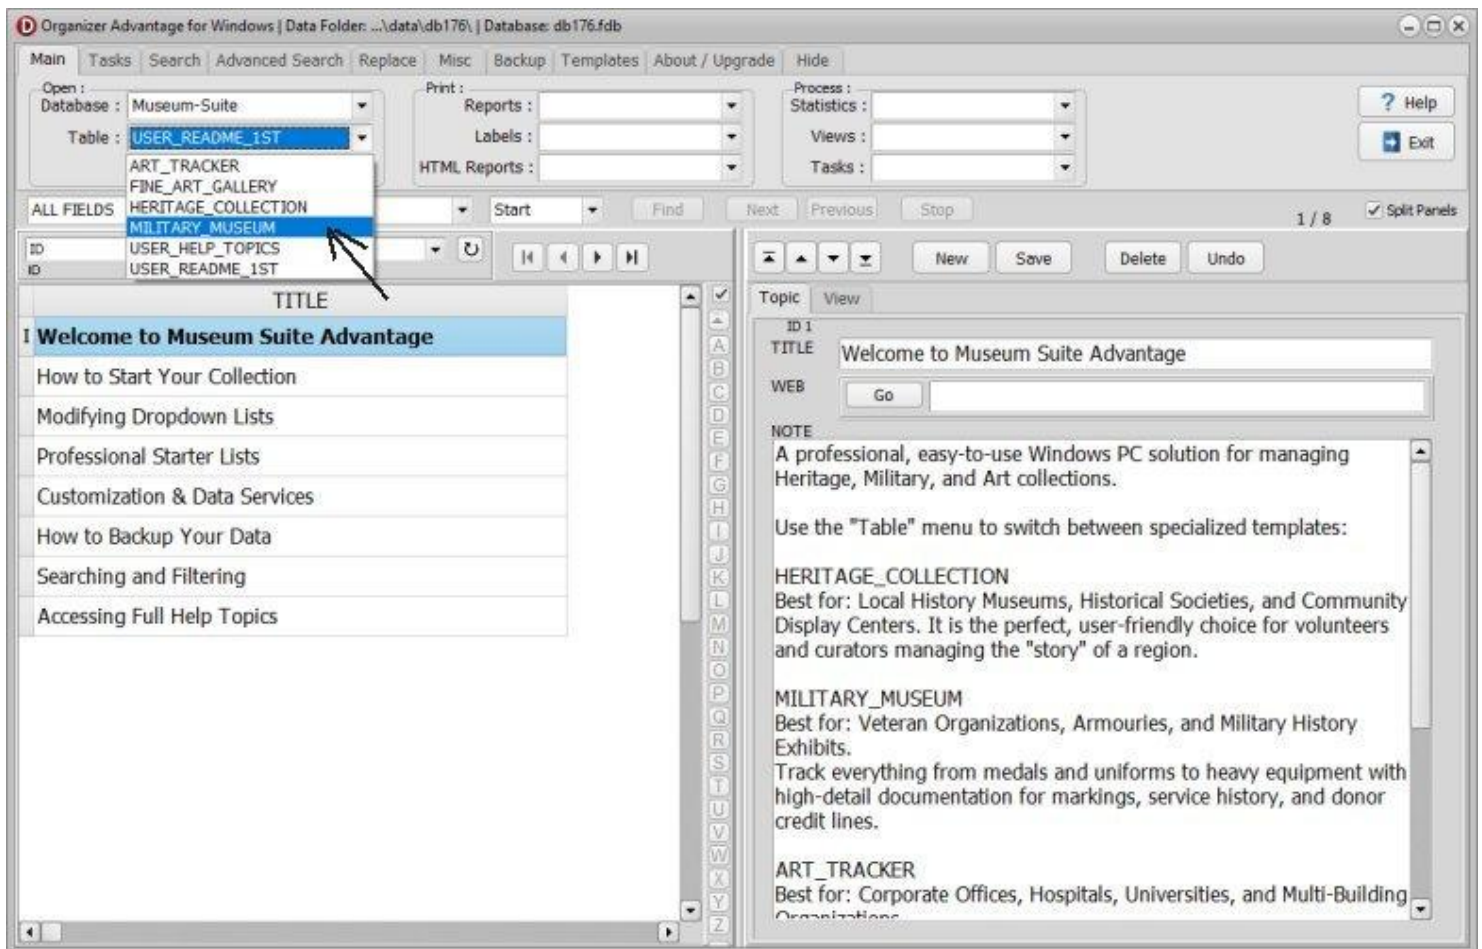 Organizer Advantage for Windows | Data Folder: ...\data\db176\ | Database: db176.fdb
Main Tasks Search Advanced Search Replace Misc Backup Templates About / Upgrade Hide
Open : Print : Process :
Database : Museum-Suite Reports : Statistics : ? Help
Table : USER_README_1ST Labels : Views : Exit
ART_TRACKER HTML Reports : Tasks :
FINE_ART_GALLERY
ALL FIELDS HERITAGE_COLLECTION Start Find Next Previous Stop 1 / 8 Split Panels
MILITARY_MUSEUM
ID USER_HELP_TOPICS New Save Delete Undo
ID USER_README_1ST
TITLE
Welcome to Museum Suite Advantage
How to Start Your Collection
Modifying Dropdown Lists
Professional Starter Lists
Customization & Data Services
How to Backup Your Data
Searching and Filtering
Accessing Full Help Topics
A
B
C
D
E
F
G
H
I
J
K
L
M
N
O
P
Q
R
S
T
U
V
W
X
Y
Z
Topic View
ID 1
TITLE Welcome to Museum Suite Advantage
WEB Go
NOTE
A professional, easy-to-use Windows PC solution for managing
Heritage, Military, and Art collections.
Use the "Table" menu to switch between specialized templates:
HERITAGE_COLLECTION
Best for: Local History Museums, Historical Societies, and Community
Display Centers. It is the perfect, user-friendly choice for volunteers
and curators managing the "story" of a region.
MILITARY_MUSEUM
Best for: Veteran Organizations, Armouries, and Military History
Exhibits.
Track everything from medals and uniforms to heavy equipment with
high-detail documentation for markings, service history, and donor
credit lines.
ART_TRACKER
Best for: Corporate Offices, Hospitals, Universities, and Multi-Building
Organizations